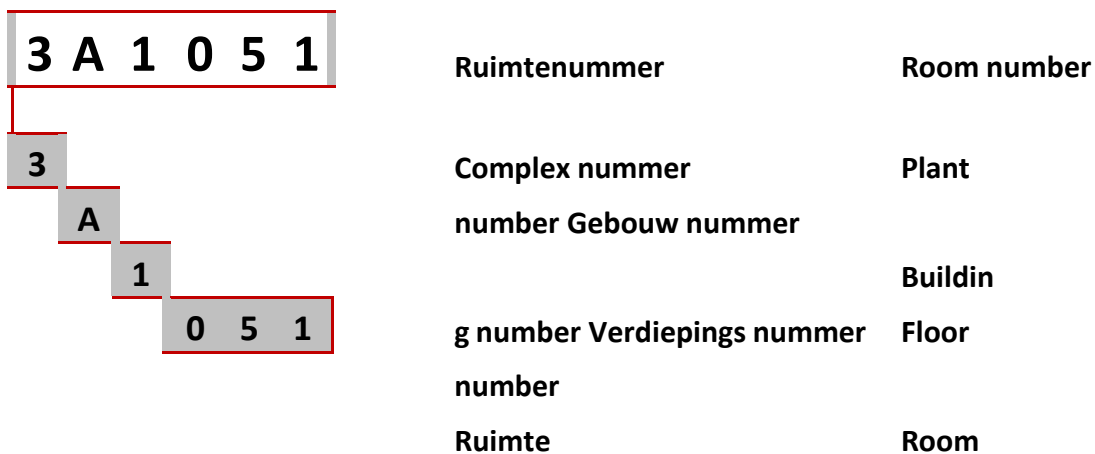 3 A 1 0 5 1 Ruimtenummer Room number
3 Complex nummer Plant
A number Gebouw nummer
1 Buildin
0 5 1 g number Verdiepings nummer Floor
number
Ruimte Room